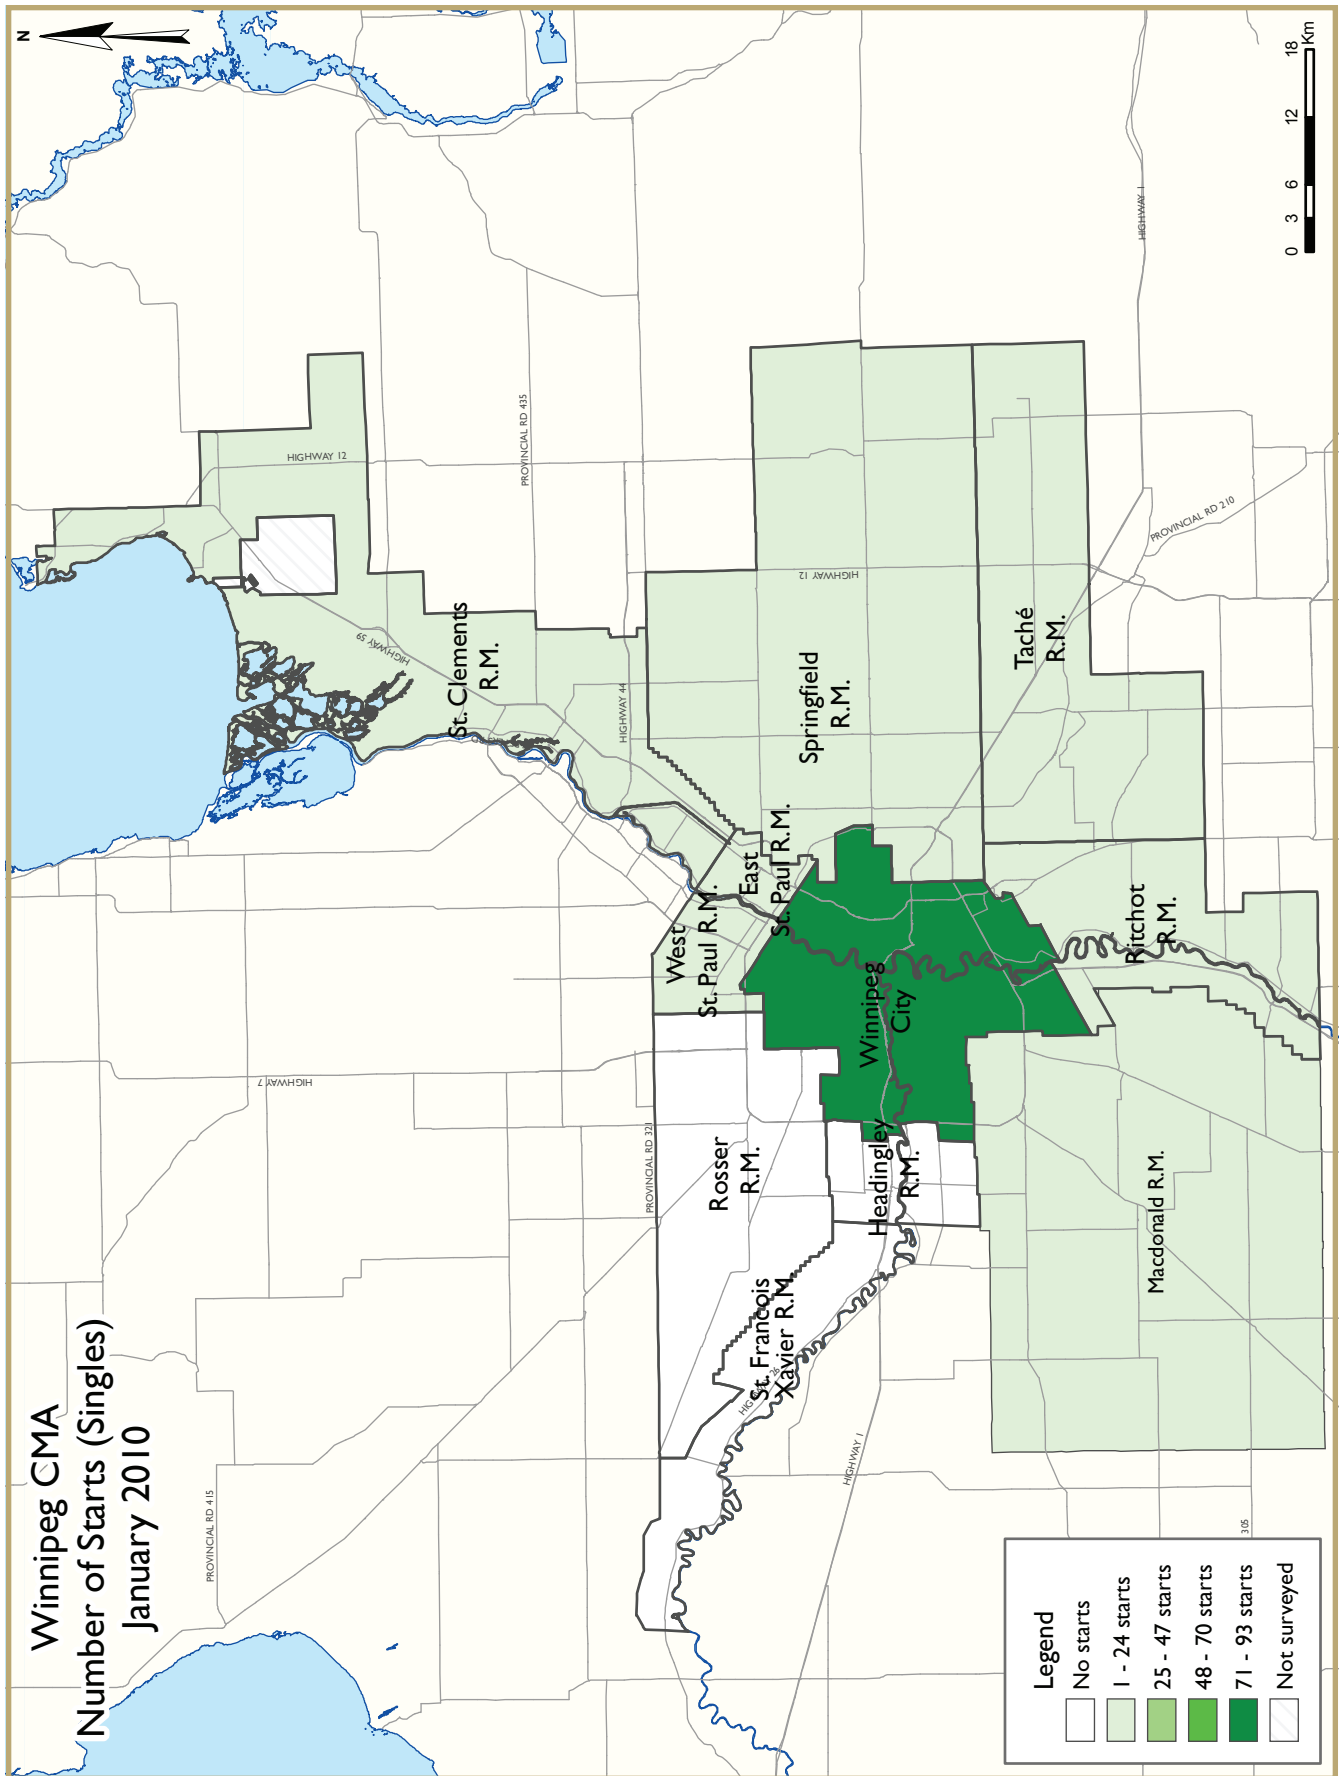 Winnipeg CMA
Number of Starts (Singles)
January 2010
N
PROVINCIAL RD 415
HIGHWAY 7
HIGHWAY 12
HIGHWAY 59
St. Clements
R.M.
PROVINCIAL RD 435
HIGHWAY 44
PROVINCIAL RD 321
West
St. Paul R.M.
East
St. Paul R.M.
Rosser
R.M.
St. Francois
Xavier R.M.
Springfield
R.M.
HIGHWAY 12
Winnipeg
City
Headingley
R.M.
HIGHWAY 1
Taché
R.M.
Ritchot
R.M.
Macdonald R.M.
HIGHWAY 1
PROVINCIAL RD 210
305
Legend
No starts
1 - 24 starts
25 - 47 starts
48 - 70 starts
71 - 93 starts
Not surveyed
0 3 6 12 18
Km